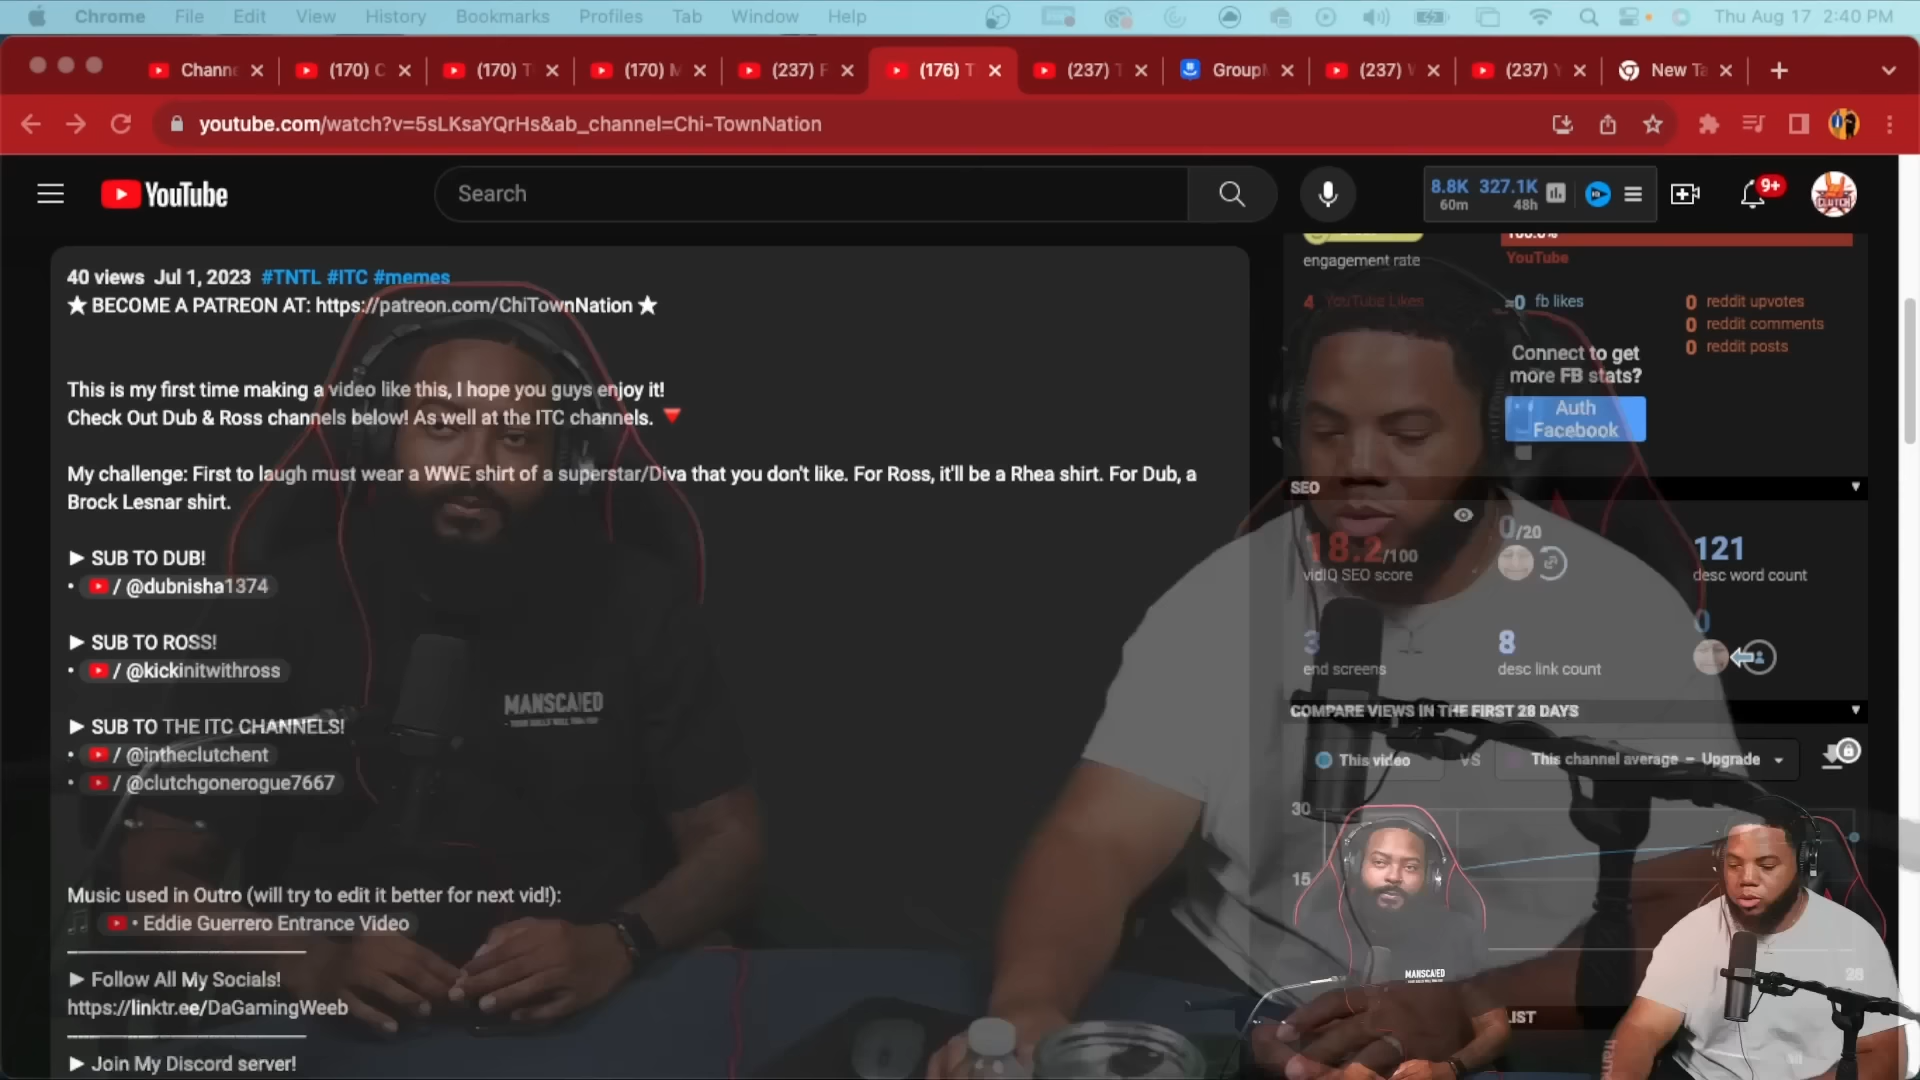 Chrome File Edit View History Bookmarks Profiles Tab Window Help Thu Aug 17 2:40 PM
Chann (170) C (170) T (170) M (237) F (176) T (237) T Group (237) (237) Y New Ta
youtube.com/watch?v=5sLKsaYQrHs&ab_channel=Chi-TownNation
YouTube Search 8.8K 327.1K 9+
60m 48h
40 views Jul 1, 2023 #TNTL #ITC #memes
★ BECOME A PATREON AT: https://patreon.com/ChiTownNation ★
This is my first time making a video like this, I hope you guys enjoy it!
Check Out Dub & Ross channels below! As well at the ITC channels.
My challenge: First to laugh must wear a WWE shirt of a superstar/Diva that you don't like. For Ross, it'll be a Rhea shirt. For Dub, a
Brock Lesnar shirt.
► SUB TO DUB!
• / @dubnisha1374
► SUB TO ROSS!
• / @kickinitwithross
► SUB TO THE ITC CHANNELS!
• / @intheclutchent
• / @clutchgonerogue7667
Music used in Outro (will try to edit it better for next vid!):
• Eddie Guerrero Entrance Video
► Follow All My Socials!
https://linktr.ee/DaGamingWeeb
► Join My Discord server!
100.0%
engagement rate YouTube
4 YouTube Likes
0 fb likes
0 reddit upvotes
0 reddit comments
0 reddit posts
Connect to get
more FB stats?
Auth
Facebook
SEO
18.2/100
vidIQ SEO score
0/20
121
desc word count
3
end screens
8
desc link count
0
COMPARE VIEWS IN THE FIRST 28 DAYS
This video VS This channel average – Upgrade
30
15
28
MANSCAPED
MANSCAPED